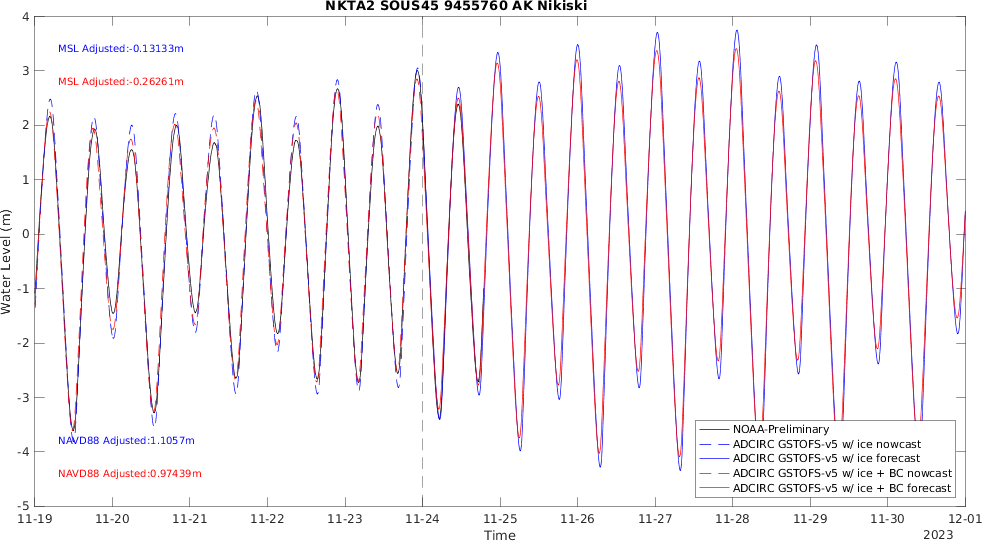 NKTA2 SOUS45 9455760 AK Nikiski
4
3
2
1
0
-1
-2
-3
-4
-5
Water Level (m)
MSL Adjusted:-0.13133m
MSL Adjusted:-0.26261m
NAVD88 Adjusted:1.1057m
NAVD88 Adjusted:0.97439m
NOAA-Preliminary
ADCIRC GSTOFS-v5 w/ ice nowcast
ADCIRC GSTOFS-v5 w/ ice forecast
ADCIRC GSTOFS-v5 w/ ice + BC nowcast
ADCIRC GSTOFS-v5 w/ ice + BC forecast
11-19 11-20 11-21 11-22 11-23 11-24 11-25 11-26 11-27 11-28 11-29 11-30 12-01
Time
2023